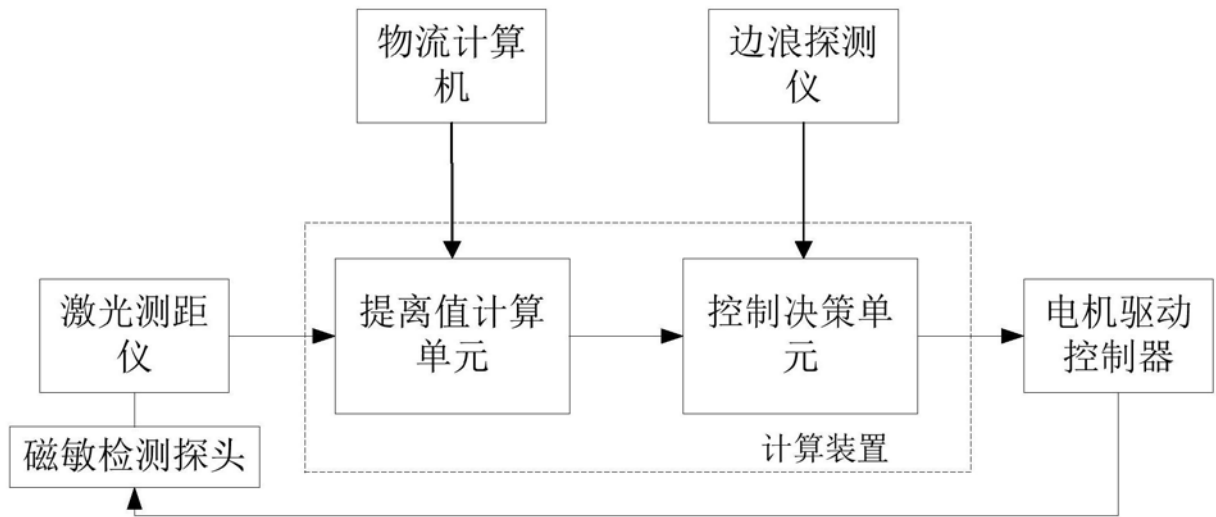 物流计算
机
边浪探测
仪
激光测距
仪
提离值计算
单元
控制决策单
元
电机驱动
控制器
磁敏检测探头
计算装置